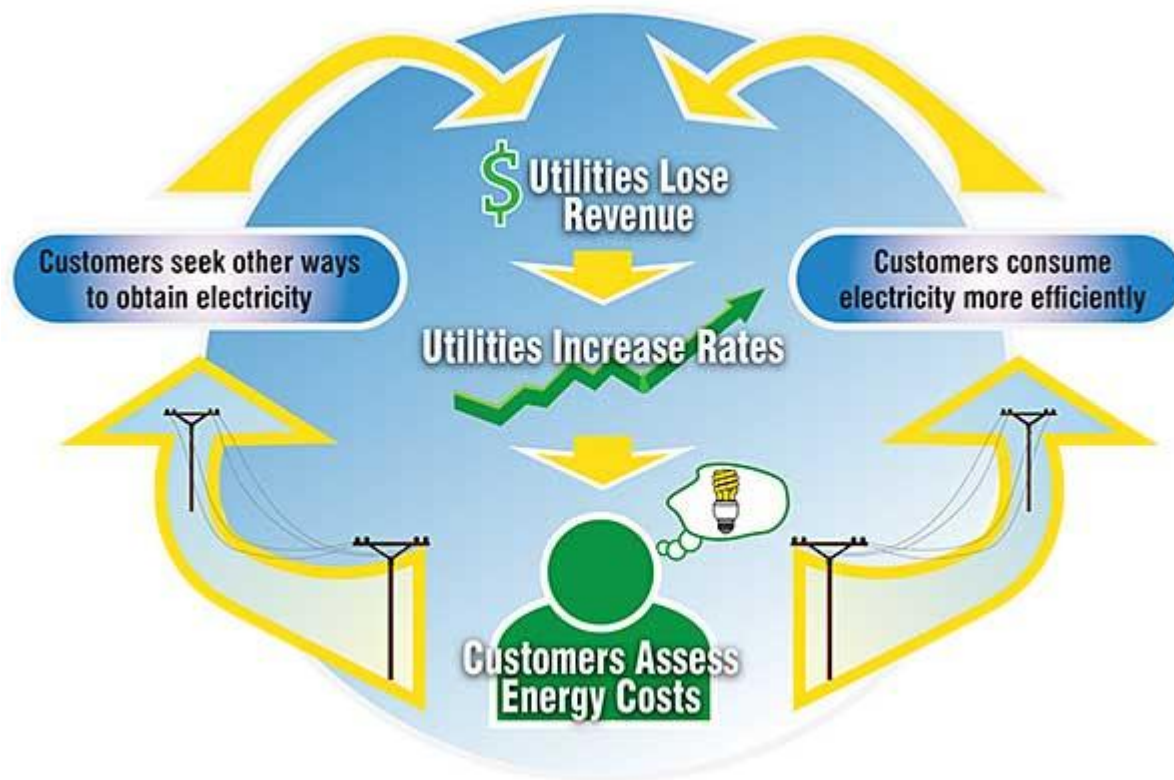 $ Utilities Lose
Revenue
Customers seek other ways
to obtain electricity
Customers consume
electricity more efficiently
Utilities Increase Rates
Customers Assess
Energy Costs